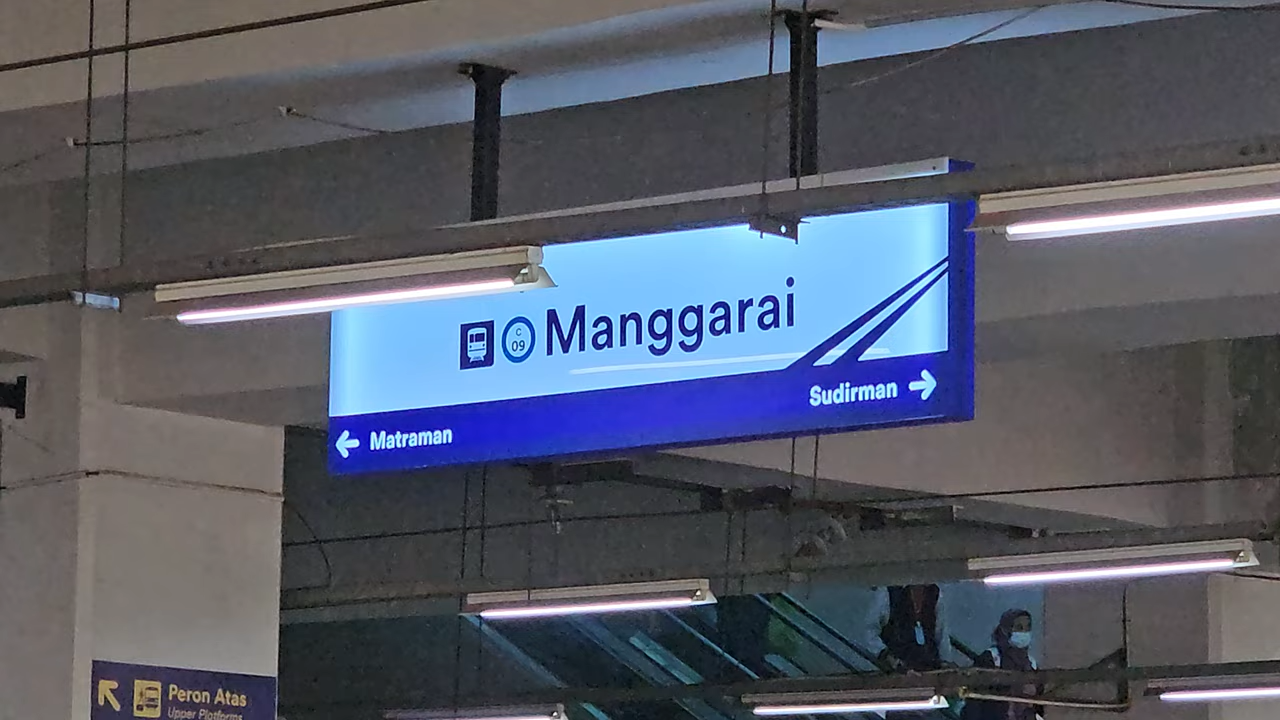 C
09
Manggarai
← Matraman
Sudirman →
Peron Atas
Upper Platforms